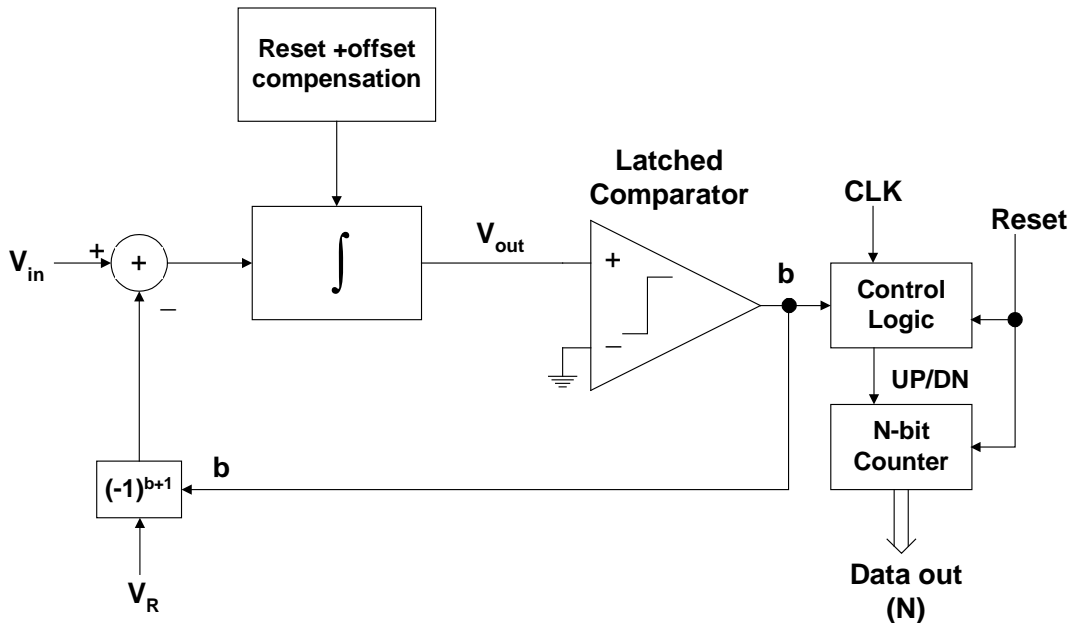 Reset +offset
compensation
Latched
Comparator
CLK
Reset
V_in
+
+
−
∫
V_out
+
−
b
Control
Logic
UP/DN
N-bit
Counter
b
(-1)^{b+1}
V_R
Data out
(N)